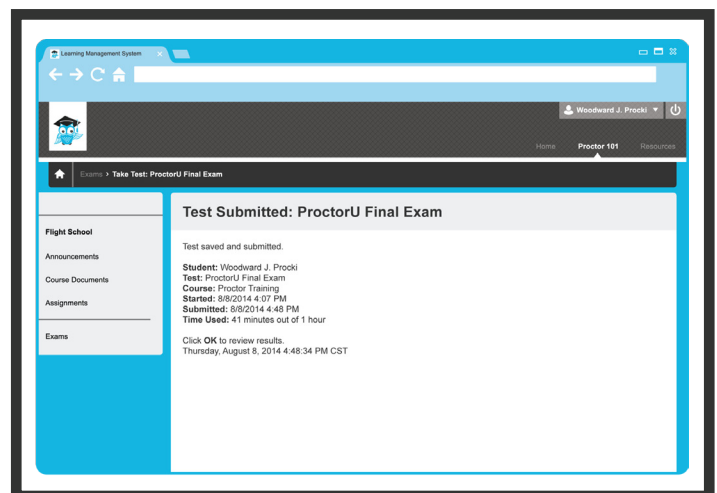 Learning Management System
Woodward J. Procki
Home Proctor 101 Resources
Exams > Take Test: ProctorU Final Exam
Flight School
Announcements
Course Documents
Assignments
Exams
Test Submitted: ProctorU Final Exam
Test saved and submitted.
Student: Woodward J. Procki
Test: ProctorU Final Exam
Course: Proctor Training
Started: 8/8/2014 4:07 PM
Submitted: 8/8/2014 4:48 PM
Time Used: 41 minutes out of 1 hour
Click OK to review results.
Thursday, August 8, 2014 4:48:34 PM CST